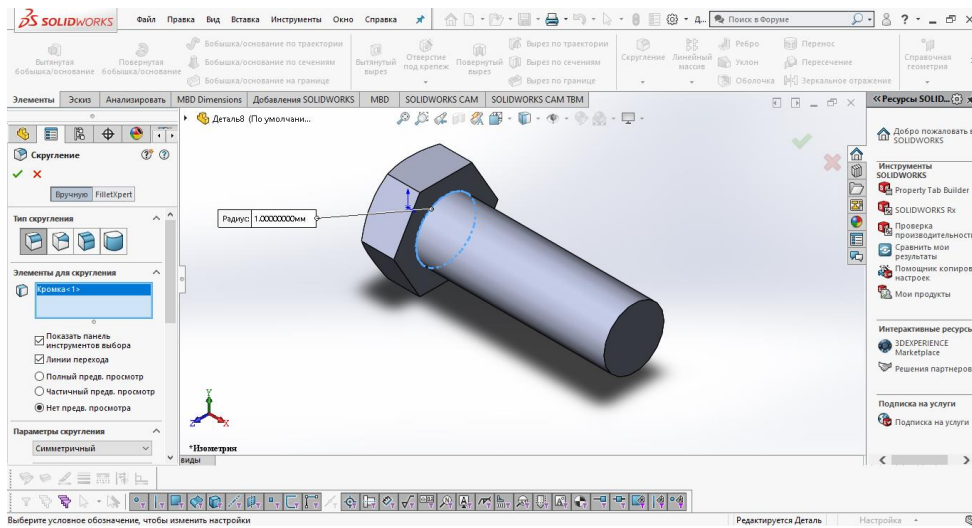 SOLIDWORKS
Файл Правка Вид Вставка Инструменты Окно Справка
Д...
Поиск в Форуме
Вытянутая бобышка/основание
Повернутая бобышка/основание
Бобышка/основание по траектории
Бобышка/основание по сечениям
Бобышка/основание на границе
Вытянутый вырез
Отверстие под крепеж
Повернутый вырез
Вырез по траектории
Вырез по сечениям
Вырез по границе
Скругление
Линейный массив
Ребро
Уклон
Оболочка
Перенос
Пересечение
Зеркальное отражение
Справочная геометрия
Элементы Эскиз Анализировать MBD Dimensions Добавления SOLIDWORKS MBD SOLIDWORKS CAM SOLIDWORKS CAM TBM
Деталь8 (По умолчани...
Скругление
Вручную FilletXpert
Тип скругления
Элементы для скругления
Кромка<1>
Показать панель
инструментов выбора
Линии перехода
Полный предв. просмотр
Частичный предв. просмотр
Нет предв. просмотра
Параметры скругления
Симметричный
Радиус: 1.00000000мм
Y
Z X
*Изометрия
виды
Ресурсы SOLID...
Добро пожаловать в
SOLIDWORKS
Инструменты
SOLIDWORKS
Property Tab Builder
SOLIDWORKS Rx
Проверка
производительности
Сравнить мои
результаты
Помощник копиров
настроек
Мои продукты
Интерактивные ресурсы
3DEXPERIENCE
Marketplace
Решения партнеров
Подписка на услуги
Подписка на услуги
Выберите условное обозначение, чтобы изменить настройки
Редактируется Деталь
Настройка